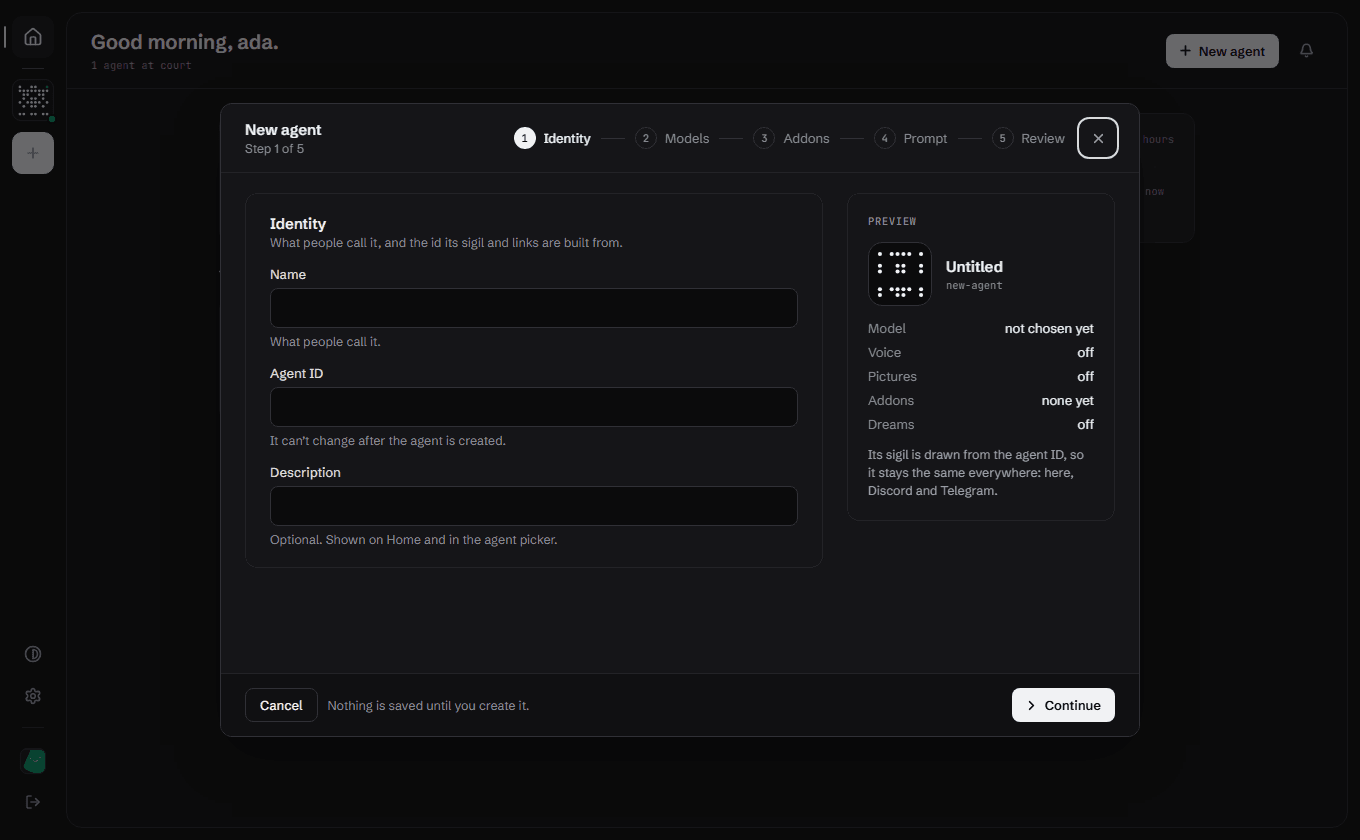 Good morning, ada.
1 agent at court
New agent
hours
now
New agent
Step 1 of 5
1 Identity
2 Models
3 Addons
4 Prompt
5 Review
Identity
What people call it, and the id its sigil and links are built from.
Name
What people call it.
Agent ID
It can't change after the agent is created.
Description
Optional. Shown on Home and in the agent picker.
PREVIEW
Untitled
new-agent
Model not chosen yet
Voice off
Pictures off
Addons none yet
Dreams off
Its sigil is drawn from the agent ID, so
it stays the same everywhere: here,
Discord and Telegram.
Cancel
Nothing is saved until you create it.
Continue